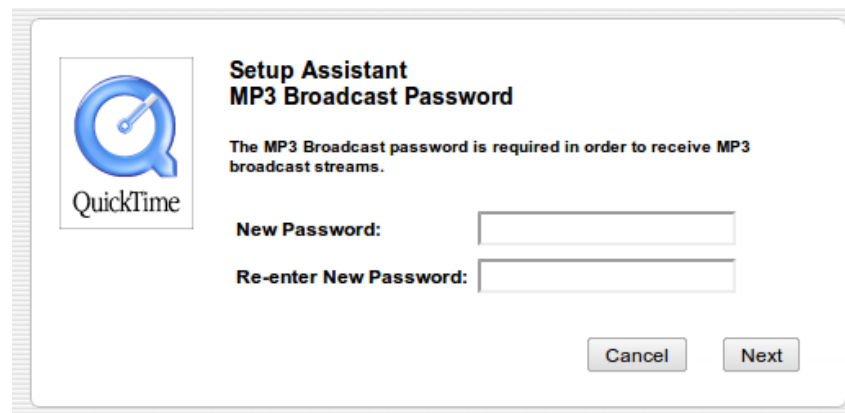 Setup Assistant
MP3 Broadcast Password
The MP3 Broadcast password is required in order to receive MP3
broadcast streams.
QuickTime
New Password:
Re-enter New Password:
Cancel
Next